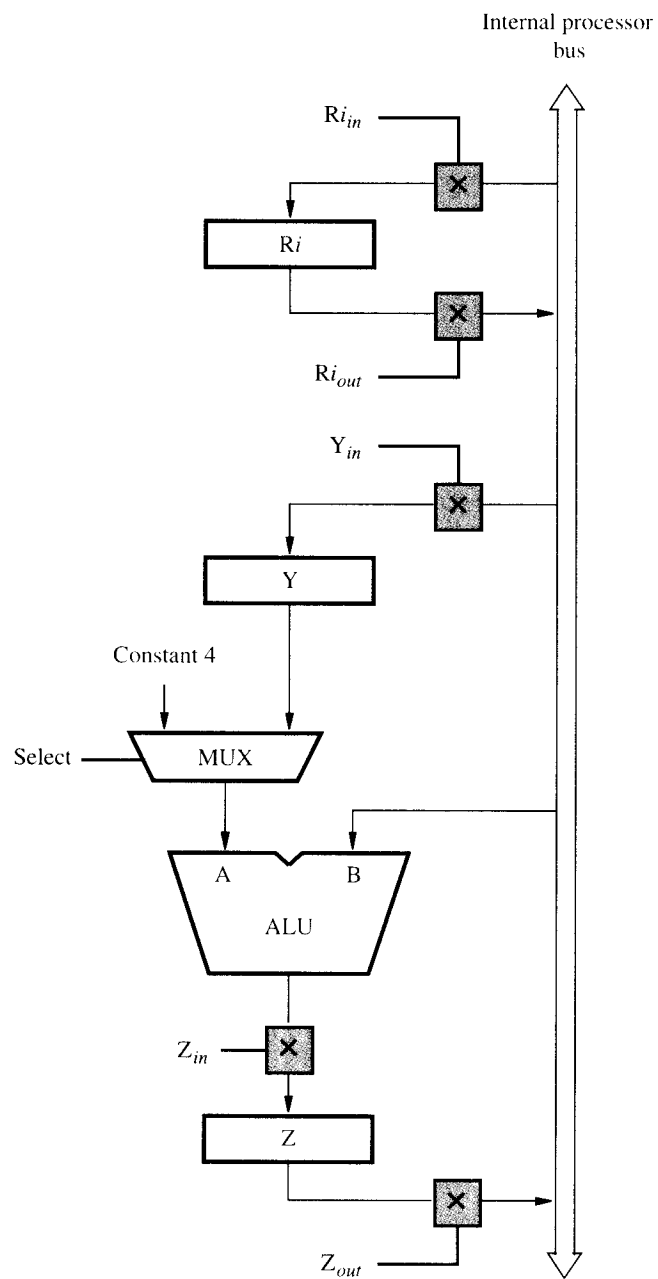 Internal processor
bus
Ri_in
Ri
Ri_out
Y_in
Y
Constant 4
Select
MUX
A
B
ALU
Z_in
Z
Z_out